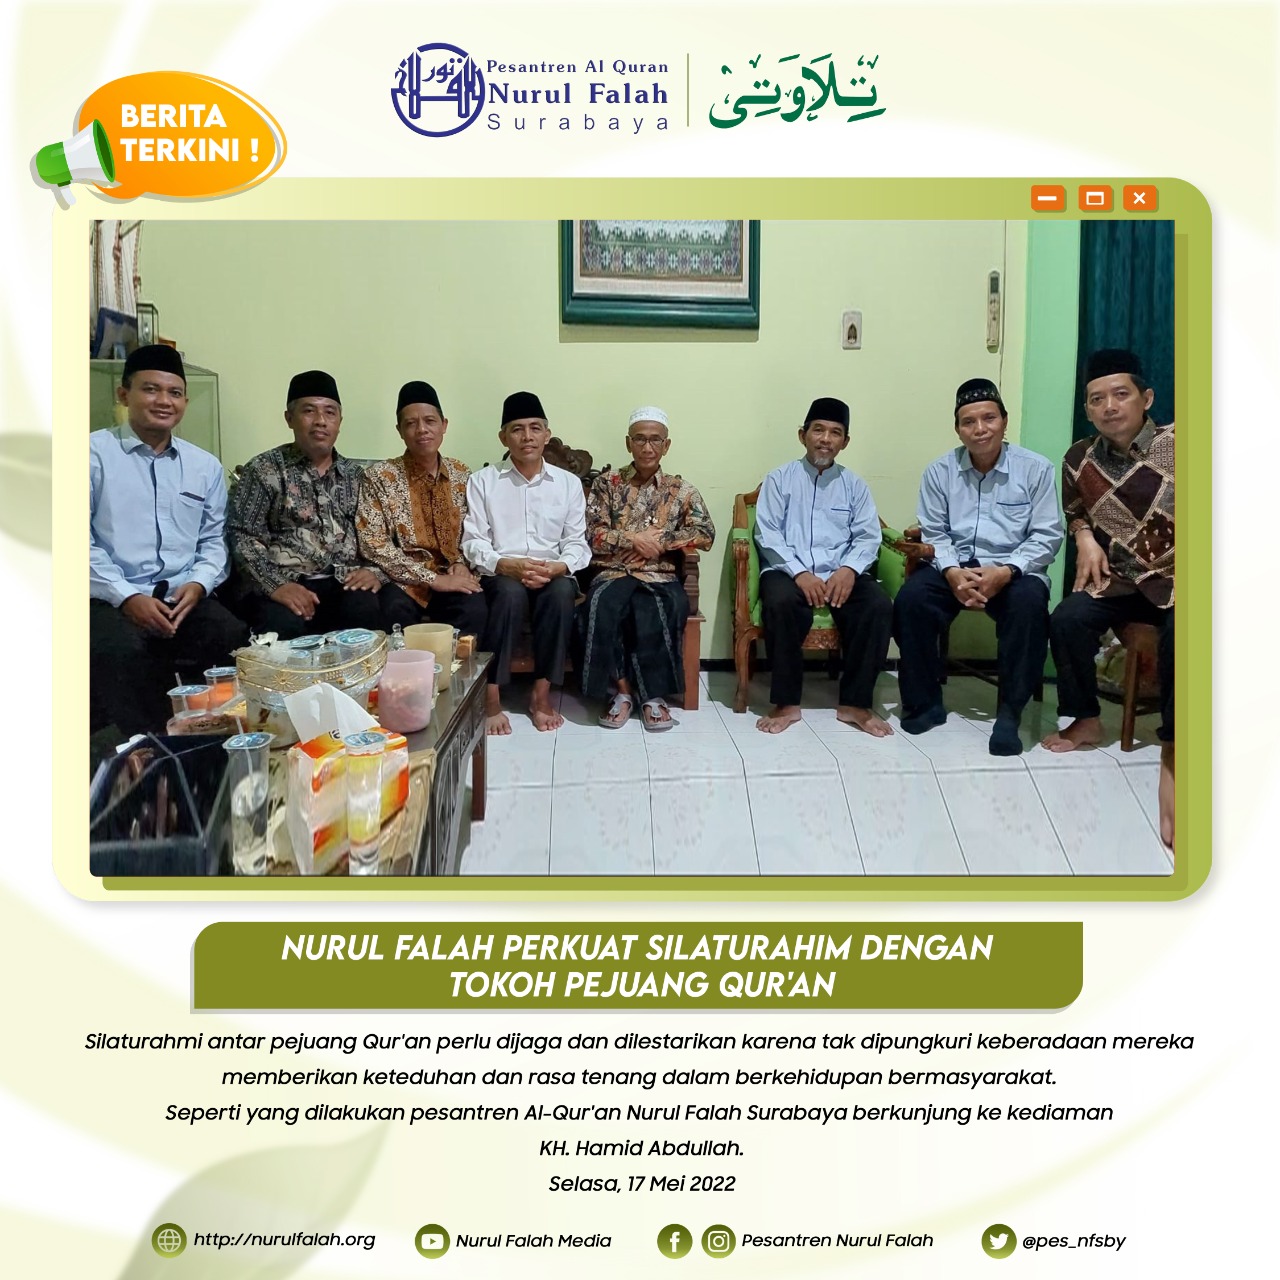 Pesantren Al Quran
Nurul Falah
Surabaya
تِلَاوَتِى
BERITA
TERKINI !
NURUL FALAH PERKUAT SILATURAHIM DENGAN
TOKOH PEJUANG QUR'AN
Silaturahmi antar pejuang Qur'an perlu dijaga dan dilestarikan karena tak dipungkuri keberadaan mereka
memberikan keteduhan dan rasa tenang dalam berkehidupan bermasyarakat.
Seperti yang dilakukan pesantren Al-Qur'an Nurul Falah Surabaya berkunjung ke kediaman
KH. Hamid Abdullah.
Selasa, 17 Mei 2022
http://nurulfalah.org
Nurul Falah Media
Pesantren Nurul Falah
@pes_nfsby